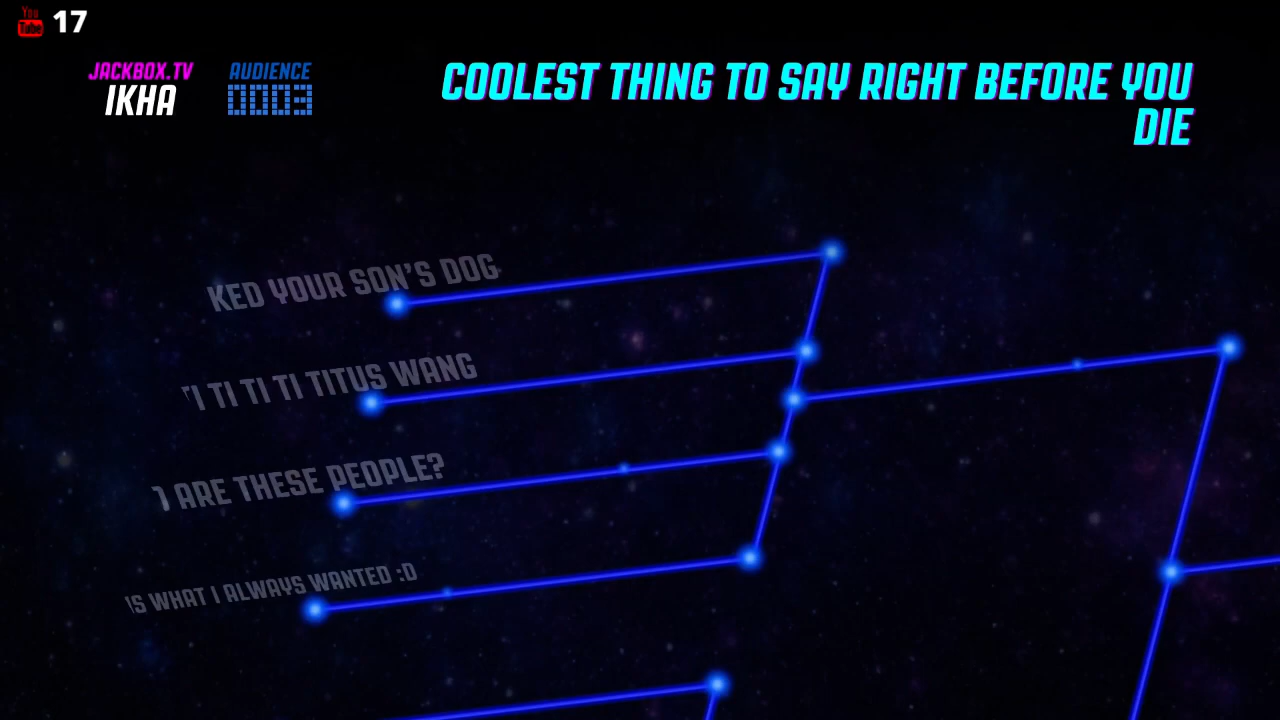 You
Tube
17
JACKBOX.TV
IKHA
AUDIENCE
0003
COOLEST THING TO SAY RIGHT BEFORE YOU
DIE
KED YOUR SON'S DOG
TI TI TI TI TITUS WANG
ARE THESE PEOPLE?
IS WHAT I ALWAYS WANTED :D